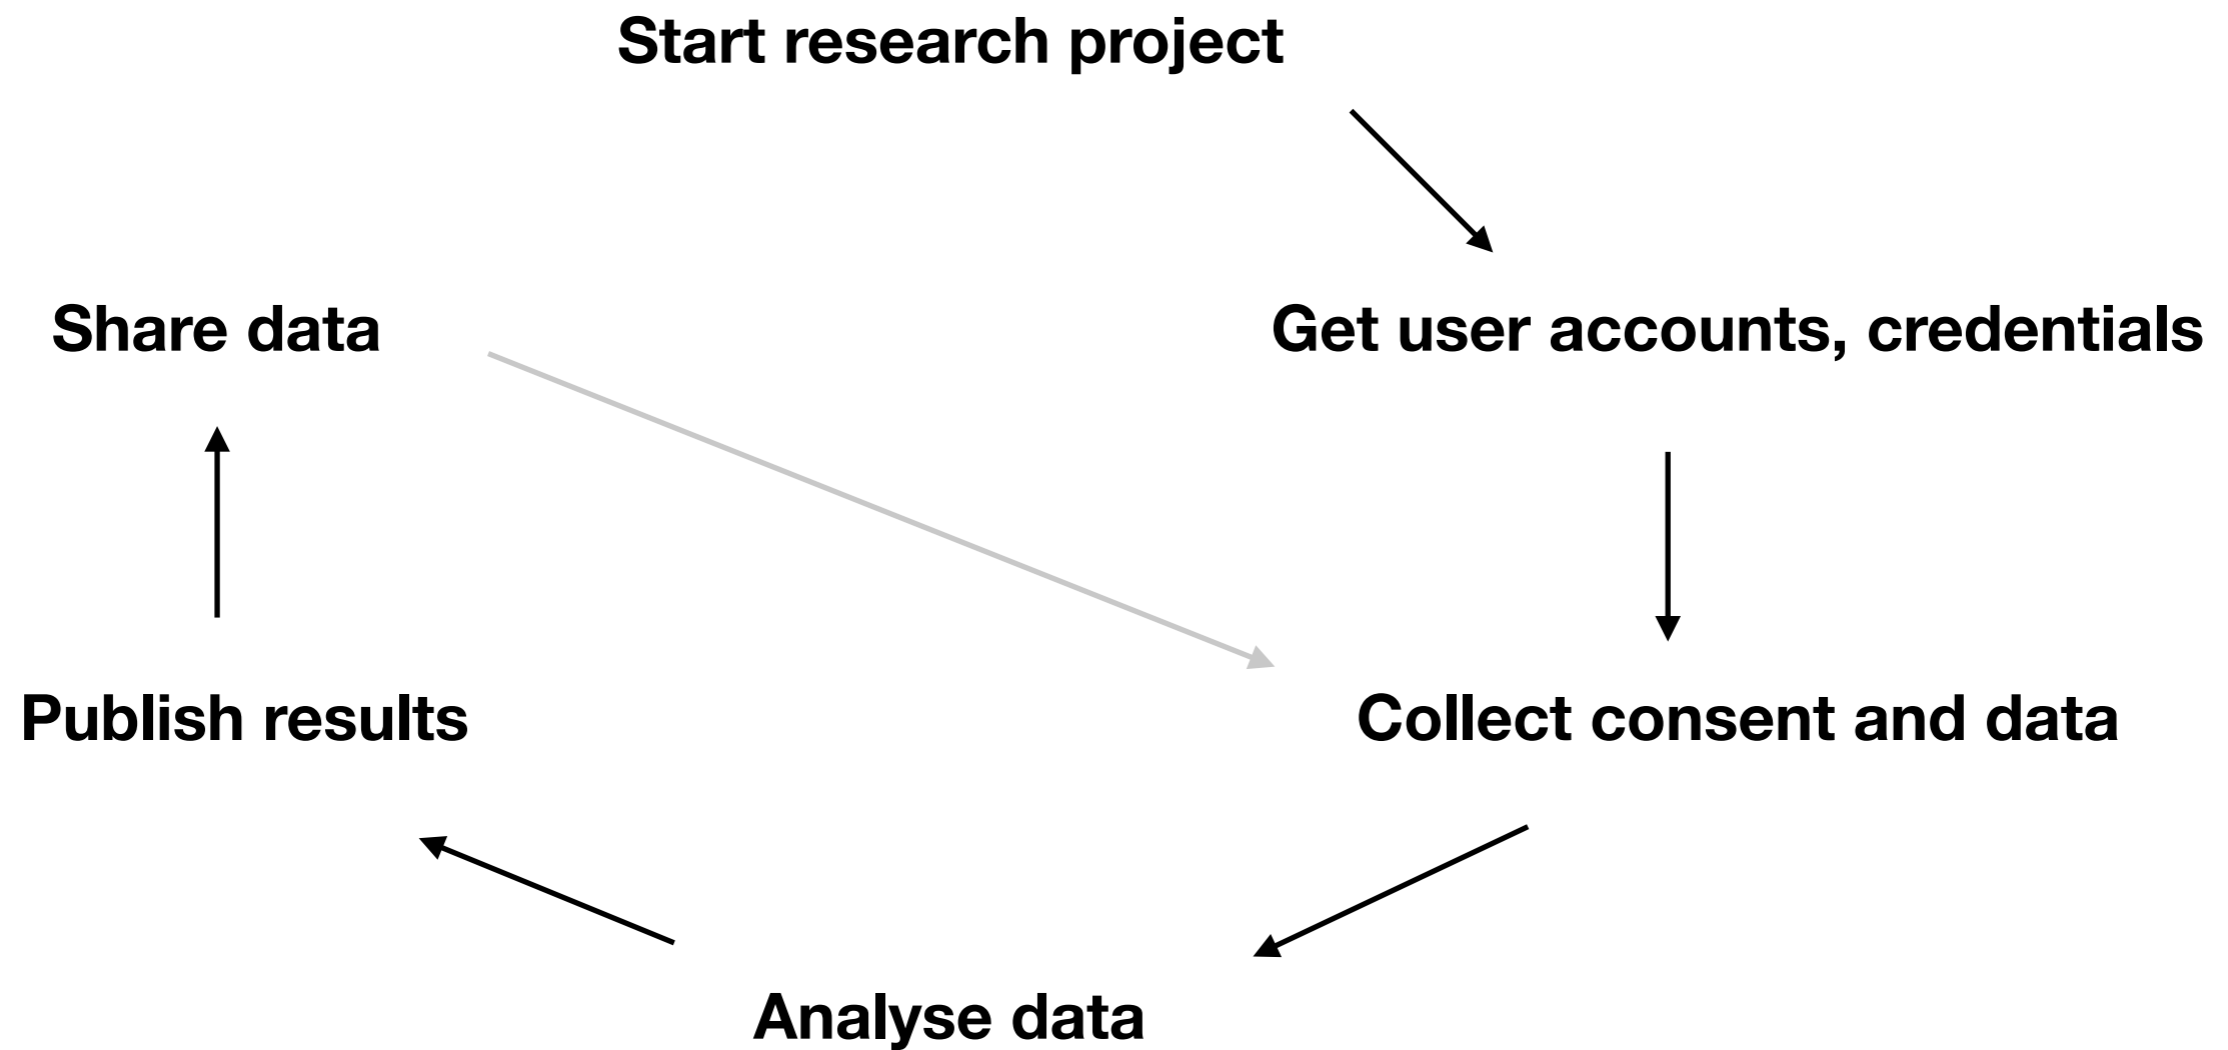 Start research project
Share data
Get user accounts, credentials
Publish results
Collect consent and data
Analyse data